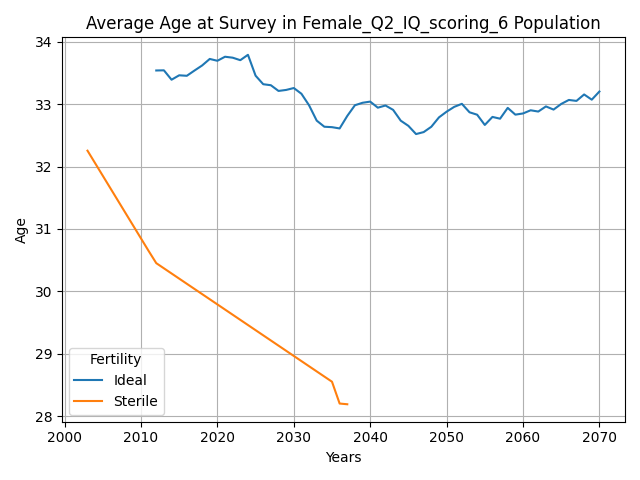 Average Age at Survey in Female_Q2_IQ_scoring_6 Population
34
33
32
31
30
29
28
Age
Fertility
Ideal
Sterile
2000 2010 2020 2030 2040 2050 2060 2070
Years